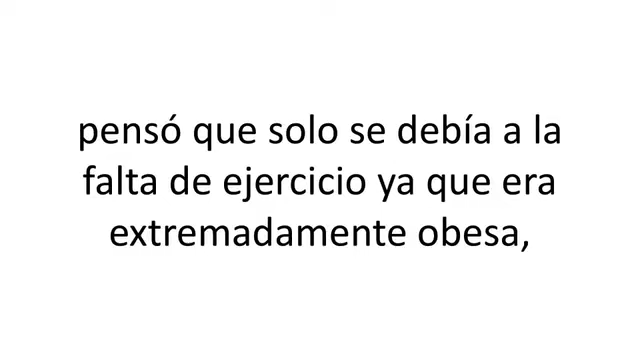 pensó que solo se debía a la
falta de ejercicio ya que era
extremadamente obesa,